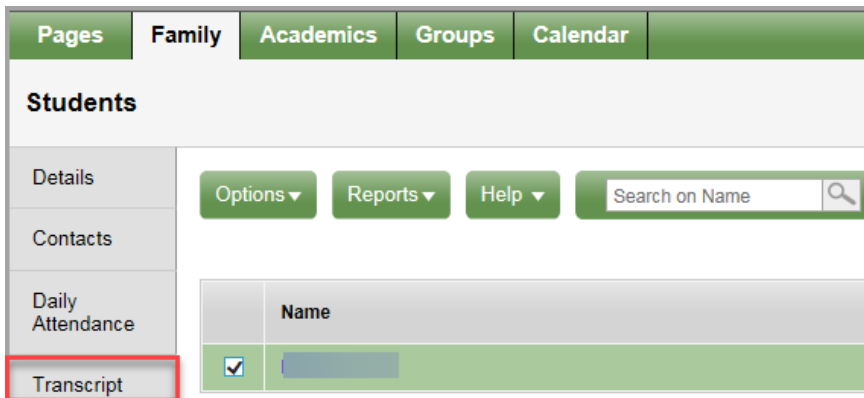 Pages Family Academics Groups Calendar
Students
Details
Options Reports Help Search on Name
Contacts
Daily
Attendance
Name
Transcript